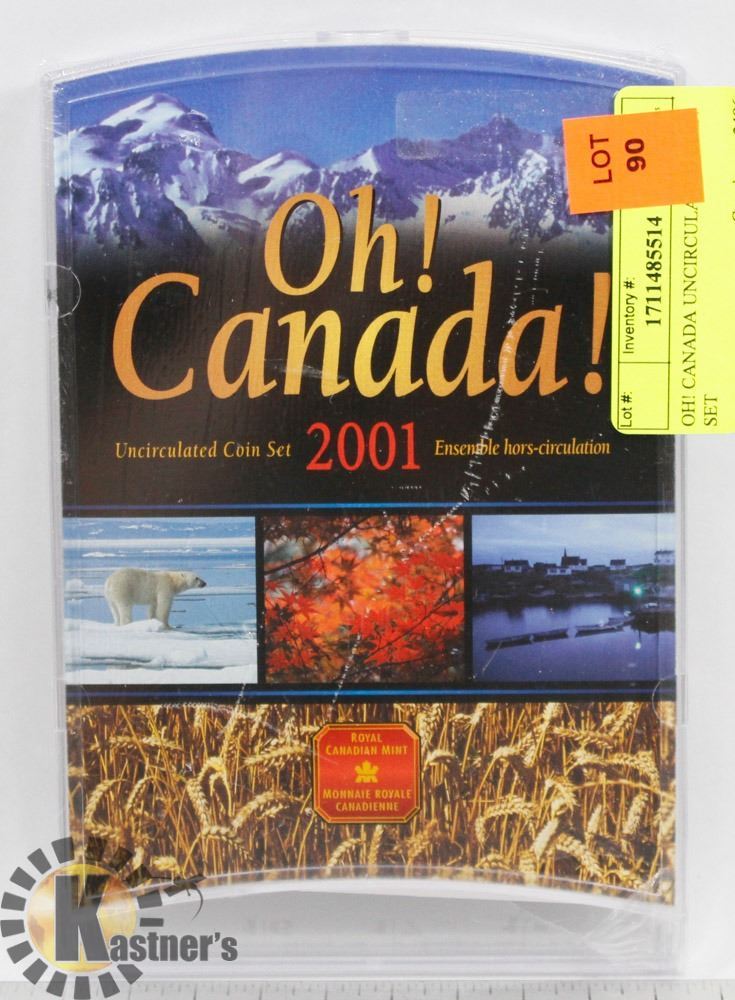 Oh!
Canada!
Uncirculated Coin Set 2001 Ensemble hors-circulation
ROYAL
CANADIAN MINT
MONNAIE ROYALE
CANADIENNE
LOT
90
Lot #:
Inventory #:
1711485514
OH! CANADA UNCIRCULA
SET
Kastner's